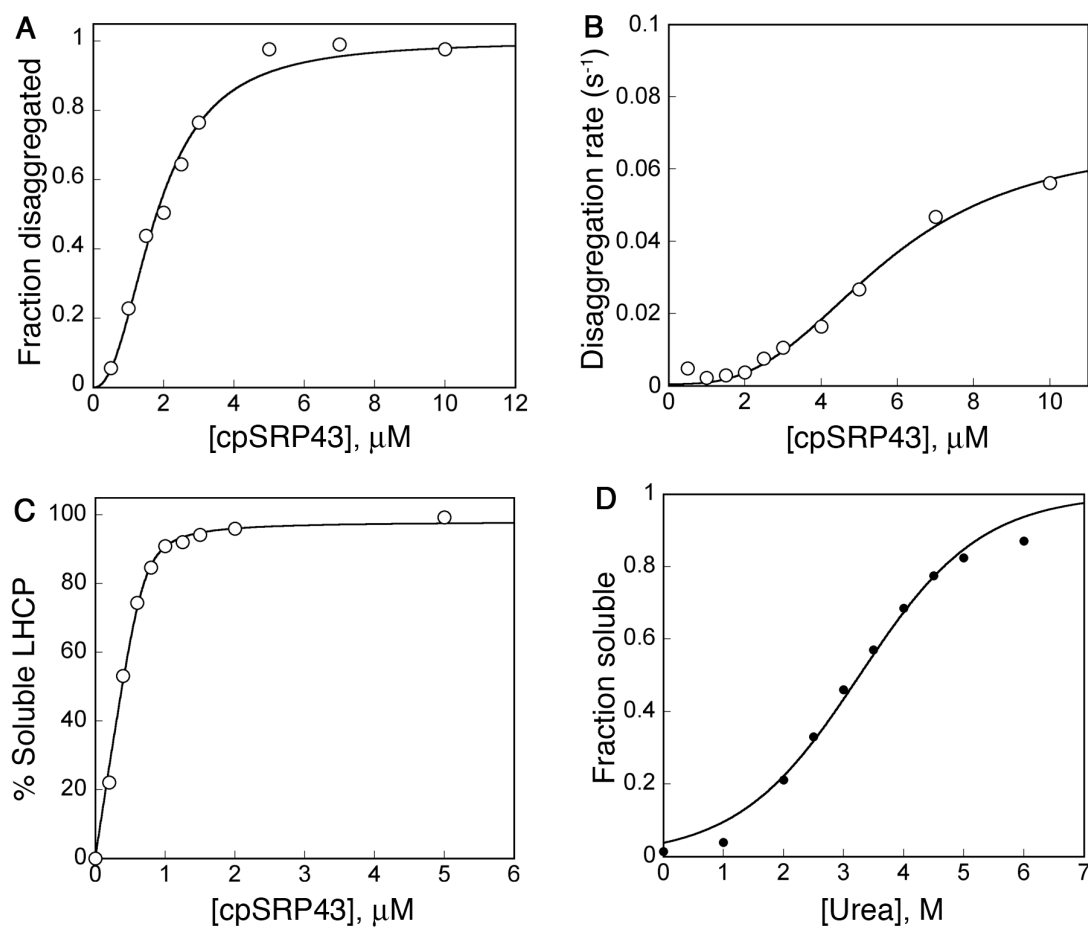 A
Fraction disaggregated
1
0.8
0.6
0.4
0.2
0
0 2 4 6 8 10 12
[cpSRP43], μM
B
Disaggregation rate (s⁻¹)
0.1
0.08
0.06
0.04
0.02
0
0 2 4 6 8 10
[cpSRP43], μM
C
% Soluble LHCP
100
80
60
40
20
0
0 1 2 3 4 5 6
[cpSRP43], μM
D
Fraction soluble
1
0.8
0.6
0.4
0.2
0
0 1 2 3 4 5 6 7
[Urea], M